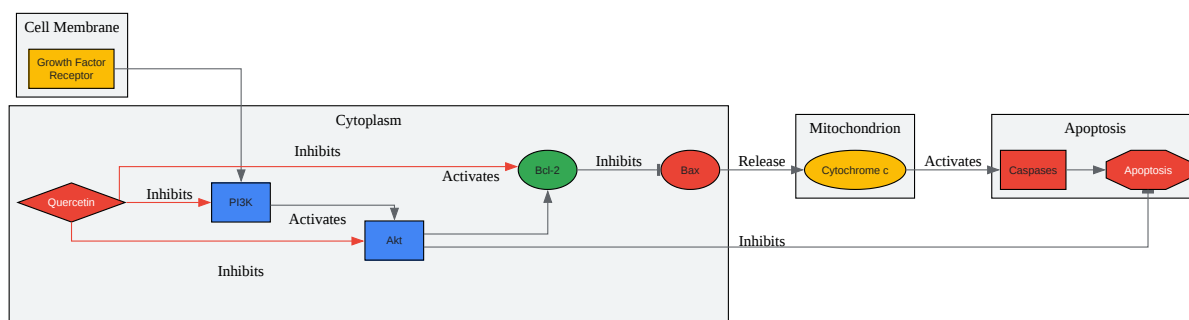 Cell Membrane
Growth Factor
Receptor
Cytoplasm
Mitochondrion
Apoptosis
Inhibits
Activates
Bcl-2
Inhibits
Bax
Release
Cytochrome c
Activates
Caspases
Apoptosis
Quercetin
Inhibits
PI3K
Activates
Akt
Inhibits
Inhibits